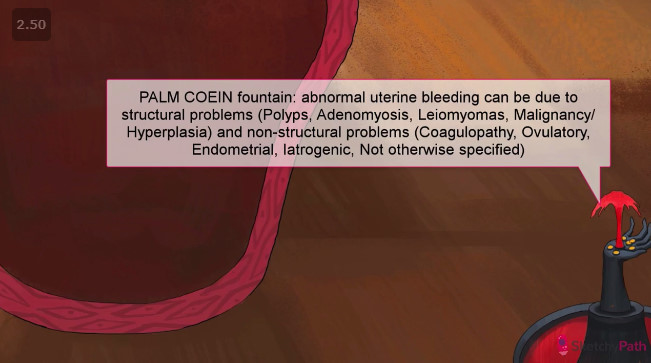 2.50
PALM COEIN fountain: abnormal uterine bleeding can be due to
structural problems (Polyps, Adenomyosis, Leiomyomas, Malignancy/
Hyperplasia) and non-structural problems (Coagulopathy, Ovulatory,
Endometrial, Iatrogenic, Not otherwise specified)
SketchyPath